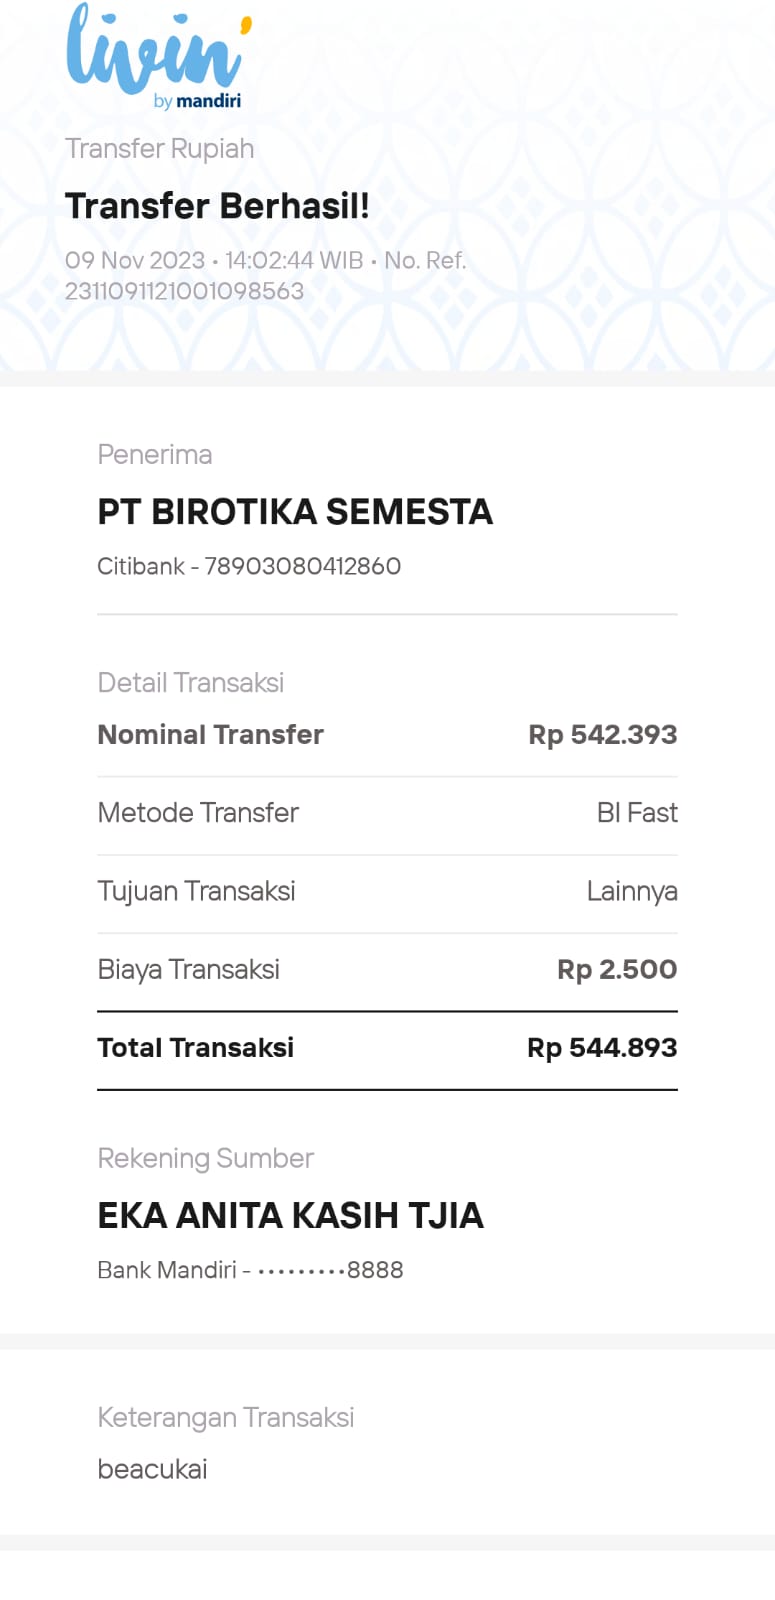 livin'
by mandiri
Transfer Rupiah
Transfer Berhasil!
09 Nov 2023 • 14:02:44 WIB • No. Ref.
2311091121001098563
Penerima
PT BIROTIKA SEMESTA
Citibank - 78903080412860
Detail Transaksi
Nominal Transfer Rp 542.393
Metode Transfer BI Fast
Tujuan Transaksi Lainnya
Biaya Transaksi Rp 2.500
Total Transaksi Rp 544.893
Rekening Sumber
EKA ANITA KASIH TJIA
Bank Mandiri - •••••••••8888
Keterangan Transaksi
beacukai